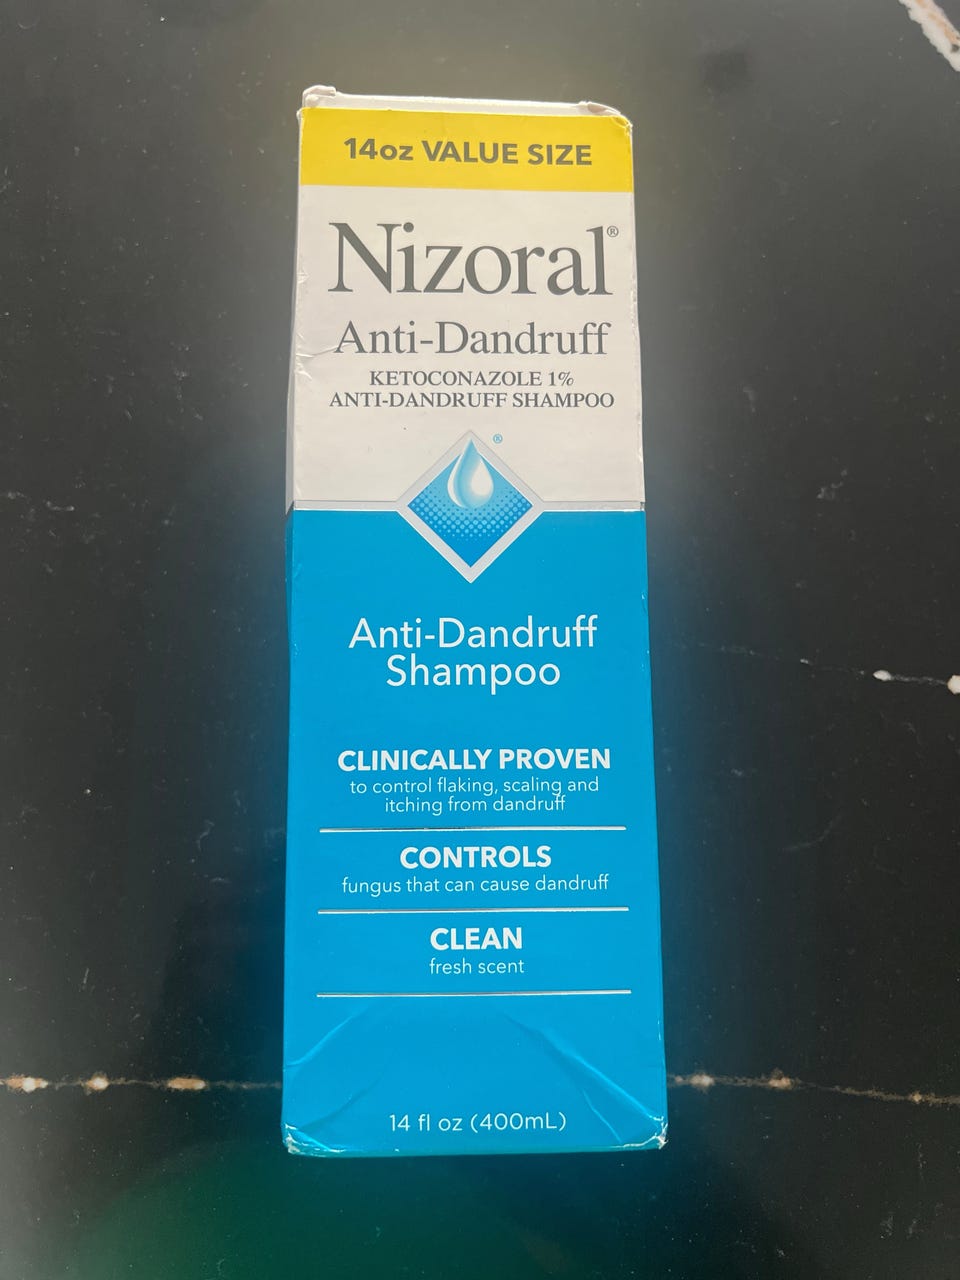 14oz VALUE SIZE
Nizoral®
Anti-Dandruff
KETOCONAZOLE 1%
ANTI-DANDRUFF SHAMPOO
®
Anti-Dandruff
Shampoo
CLINICALLY PROVEN
to control flaking, scaling and
itching from dandruff
CONTROLS
fungus that can cause dandruff
CLEAN
fresh scent
14 fl oz (400mL)